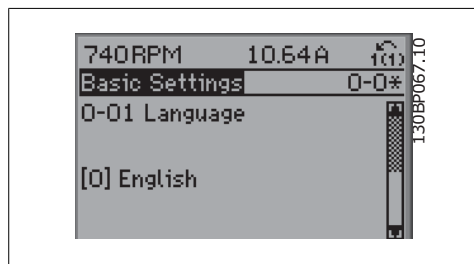 740RPM 10.64A 1(1)
Basic Settings 0-0*
0-01 Language
[0] English
130BP067.10